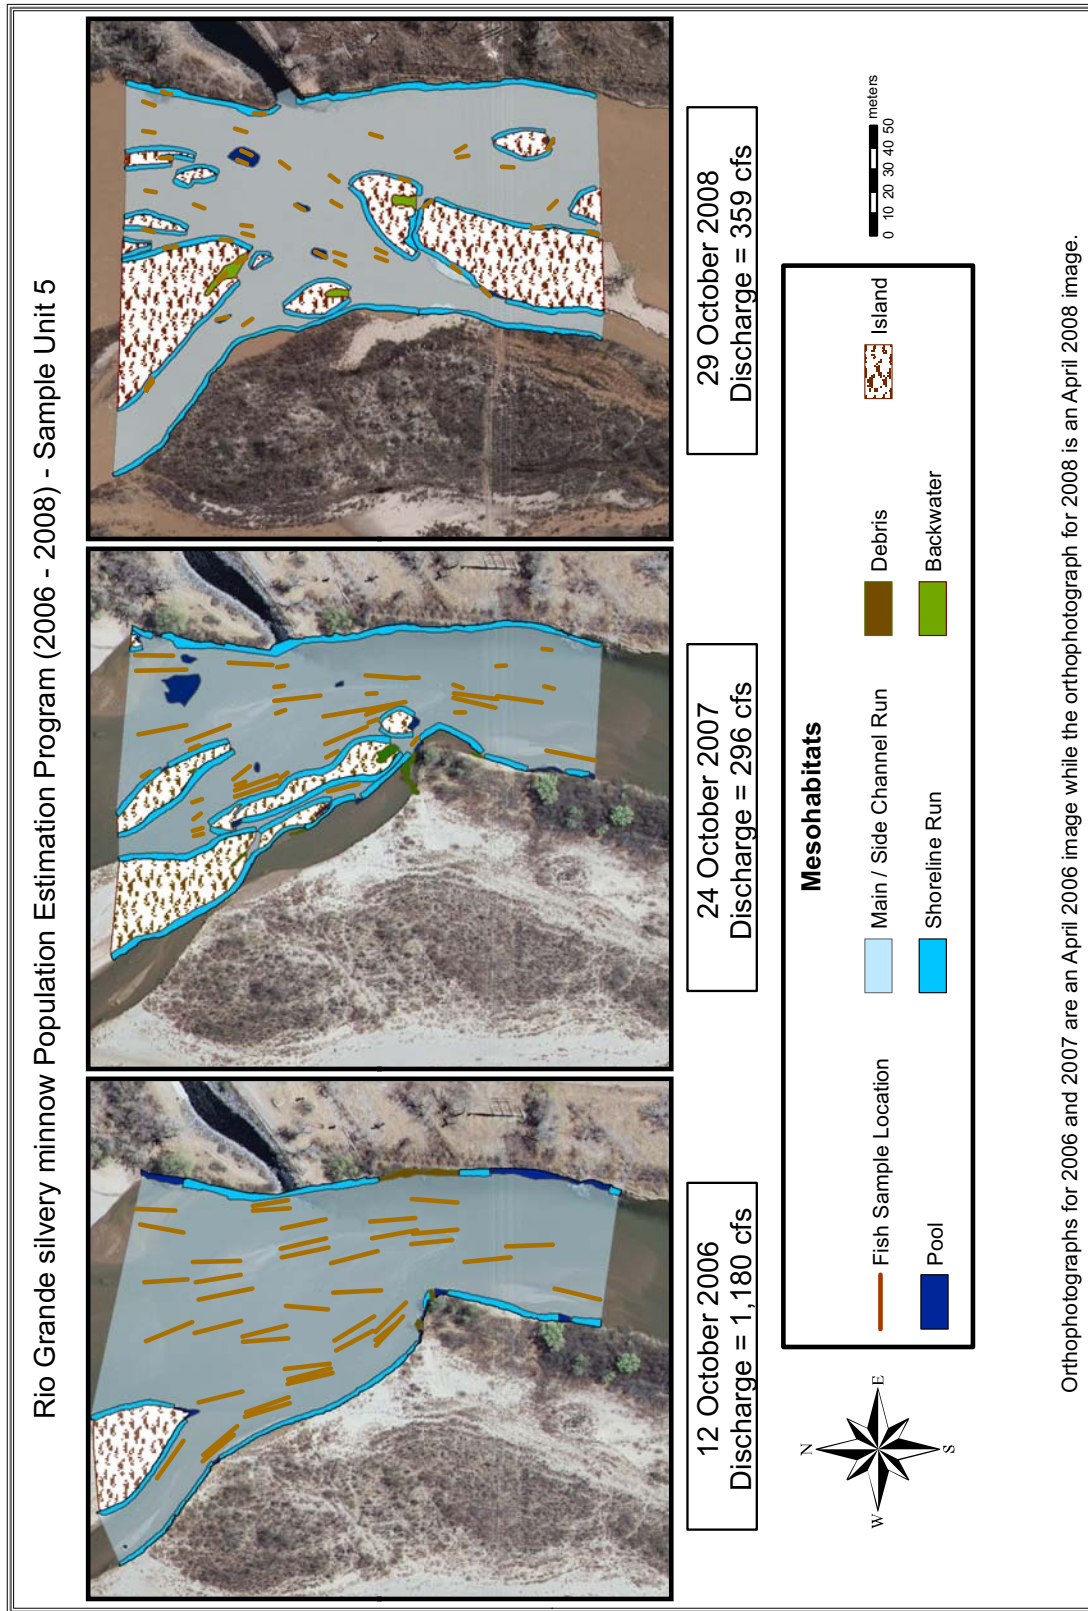 Rio Grande silvery minnow Population Estimation Program (2006 - 2008) - Sample Unit 5
12 October 2006
Discharge = 1,180 cfs
24 October 2007
Discharge = 296 cfs
29 October 2008
Discharge = 359 cfs
N
W
E
S
Mesohabitats
Fish Sample Location
Main / Side Channel Run
Debris
Island
Pool
Shoreline Run
Backwater
meters
0 10 20 30 40 50
Orthophotographs for 2006 and 2007 are an April 2006 image while the orthophotograph for 2008 is an April 2008 image.